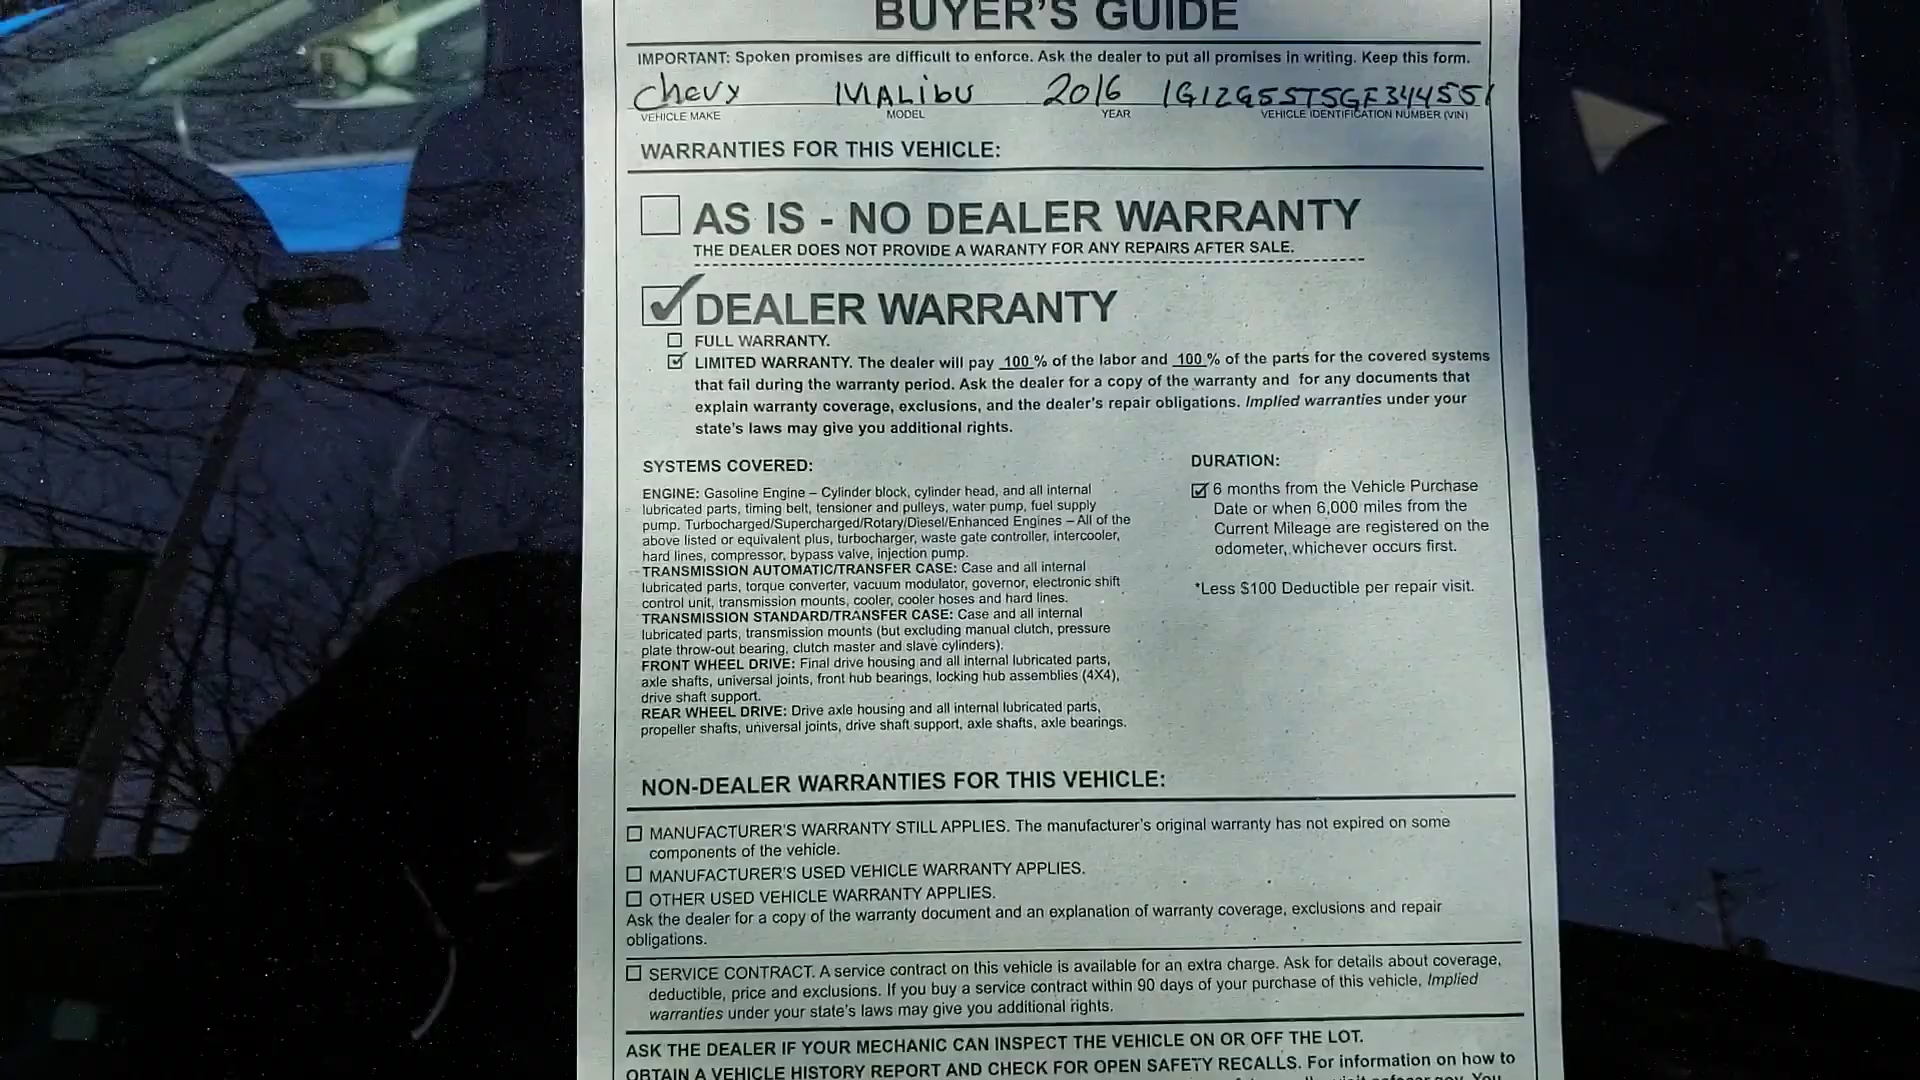 BUYER'S GUIDE
IMPORTANT: Spoken promises are difficult to enforce. Ask the dealer to put all promises in writing. Keep this form.
Chevy MALibu 2016 1G1ZG5ST5GF344551
VEHICLE MAKE MODEL YEAR VEHICLE IDENTIFICATION NUMBER (VIN)
WARRANTIES FOR THIS VEHICLE:
AS IS - NO DEALER WARRANTY
THE DEALER DOES NOT PROVIDE A WARANTY FOR ANY REPAIRS AFTER SALE.
DEALER WARRANTY
FULL WARRANTY.
LIMITED WARRANTY. The dealer will pay 100 % of the labor and 100 % of the parts for the covered systems
that fail during the warranty period. Ask the dealer for a copy of the warranty and for any documents that
explain warranty coverage, exclusions, and the dealer's repair obligations. Implied warranties under your
state's laws may give you additional rights.
SYSTEMS COVERED:
ENGINE: Gasoline Engine – Cylinder block, cylinder head, and all internal
lubricated parts, timing belt, tensioner and pulleys, water pump, fuel supply
pump. Turbocharged/Supercharged/Rotary/Diesel/Enhanced Engines – All of the
above listed or equivalent plus, turbocharger, waste gate controller, intercooler,
hard lines, compressor, bypass valve, injection pump.
TRANSMISSION AUTOMATIC/TRANSFER CASE: Case and all internal
lubricated parts, torque converter, vacuum modulator, governor, electronic shift
control unit, transmission mounts, cooler, cooler hoses and hard lines.
TRANSMISSION STANDARD/TRANSFER CASE: Case and all internal
lubricated parts, transmission mounts (but excluding manual clutch, pressure
plate throw-out bearing, clutch master and slave cylinders).
FRONT WHEEL DRIVE: Final drive housing and all internal lubricated parts,
axle shafts, universal joints, front hub bearings, locking hub assemblies (4X4),
drive shaft support.
REAR WHEEL DRIVE: Drive axle housing and all internal lubricated parts,
propeller shafts, universal joints, drive shaft support, axle shafts, axle bearings.
DURATION:
6 months from the Vehicle Purchase
Date or when 6,000 miles from the
Current Mileage are registered on the
odometer, whichever occurs first.
*Less $100 Deductible per repair visit.
NON-DEALER WARRANTIES FOR THIS VEHICLE:
MANUFACTURER'S WARRANTY STILL APPLIES. The manufacturer's original warranty has not expired on some
components of the vehicle.
MANUFACTURER'S USED VEHICLE WARRANTY APPLIES.
OTHER USED VEHICLE WARRANTY APPLIES.
Ask the dealer for a copy of the warranty document and an explanation of warranty coverage, exclusions and repair
obligations.
SERVICE CONTRACT. A service contract on this vehicle is available for an extra charge. Ask for details about coverage,
deductible, price and exclusions. If you buy a service contract within 90 days of your purchase of this vehicle, Implied
warranties under your state's laws may give you additional rights.
ASK THE DEALER IF YOUR MECHANIC CAN INSPECT THE VEHICLE ON OR OFF THE LOT.
OBTAIN A VEHICLE HISTORY REPORT AND CHECK FOR OPEN SAFETY RECALLS. For information on how to